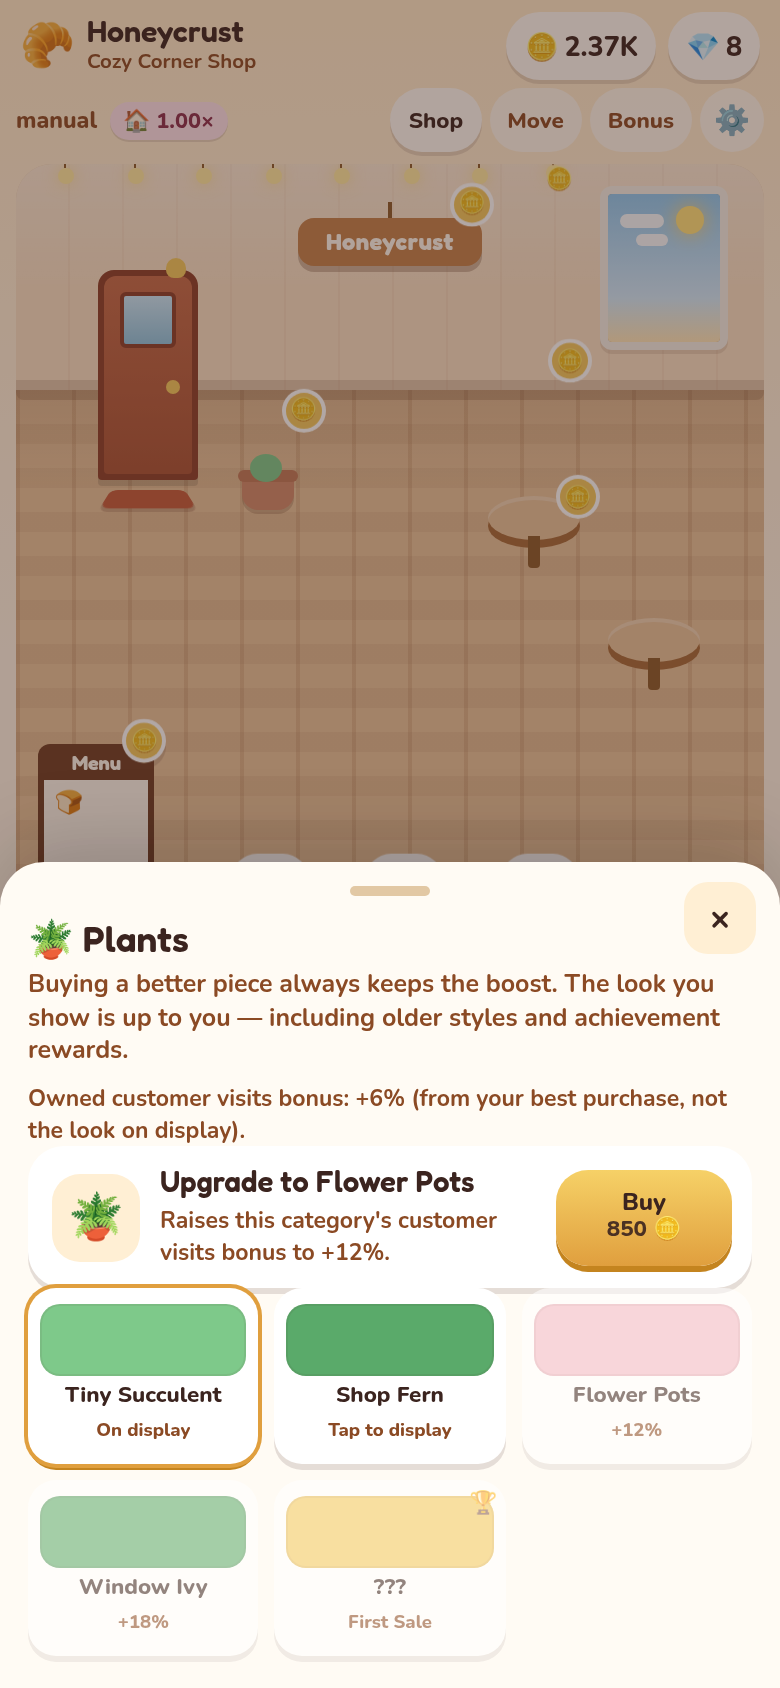 Honeycrust
Cozy Corner Shop
2.37K
8
manual
1.00×
Shop
Move
Bonus
Honeycrust
Menu
Plants
Buying a better piece always keeps the boost. The look you
show is up to you — including older styles and achievement
rewards.
Owned customer visits bonus: +6% (from your best purchase, not
the look on display).
Upgrade to Flower Pots
Raises this category's customer
visits bonus to +12%.
Buy
850
Tiny Succulent
On display
Shop Fern
Tap to display
Flower Pots
+12%
Window Ivy
+18%
???
First Sale